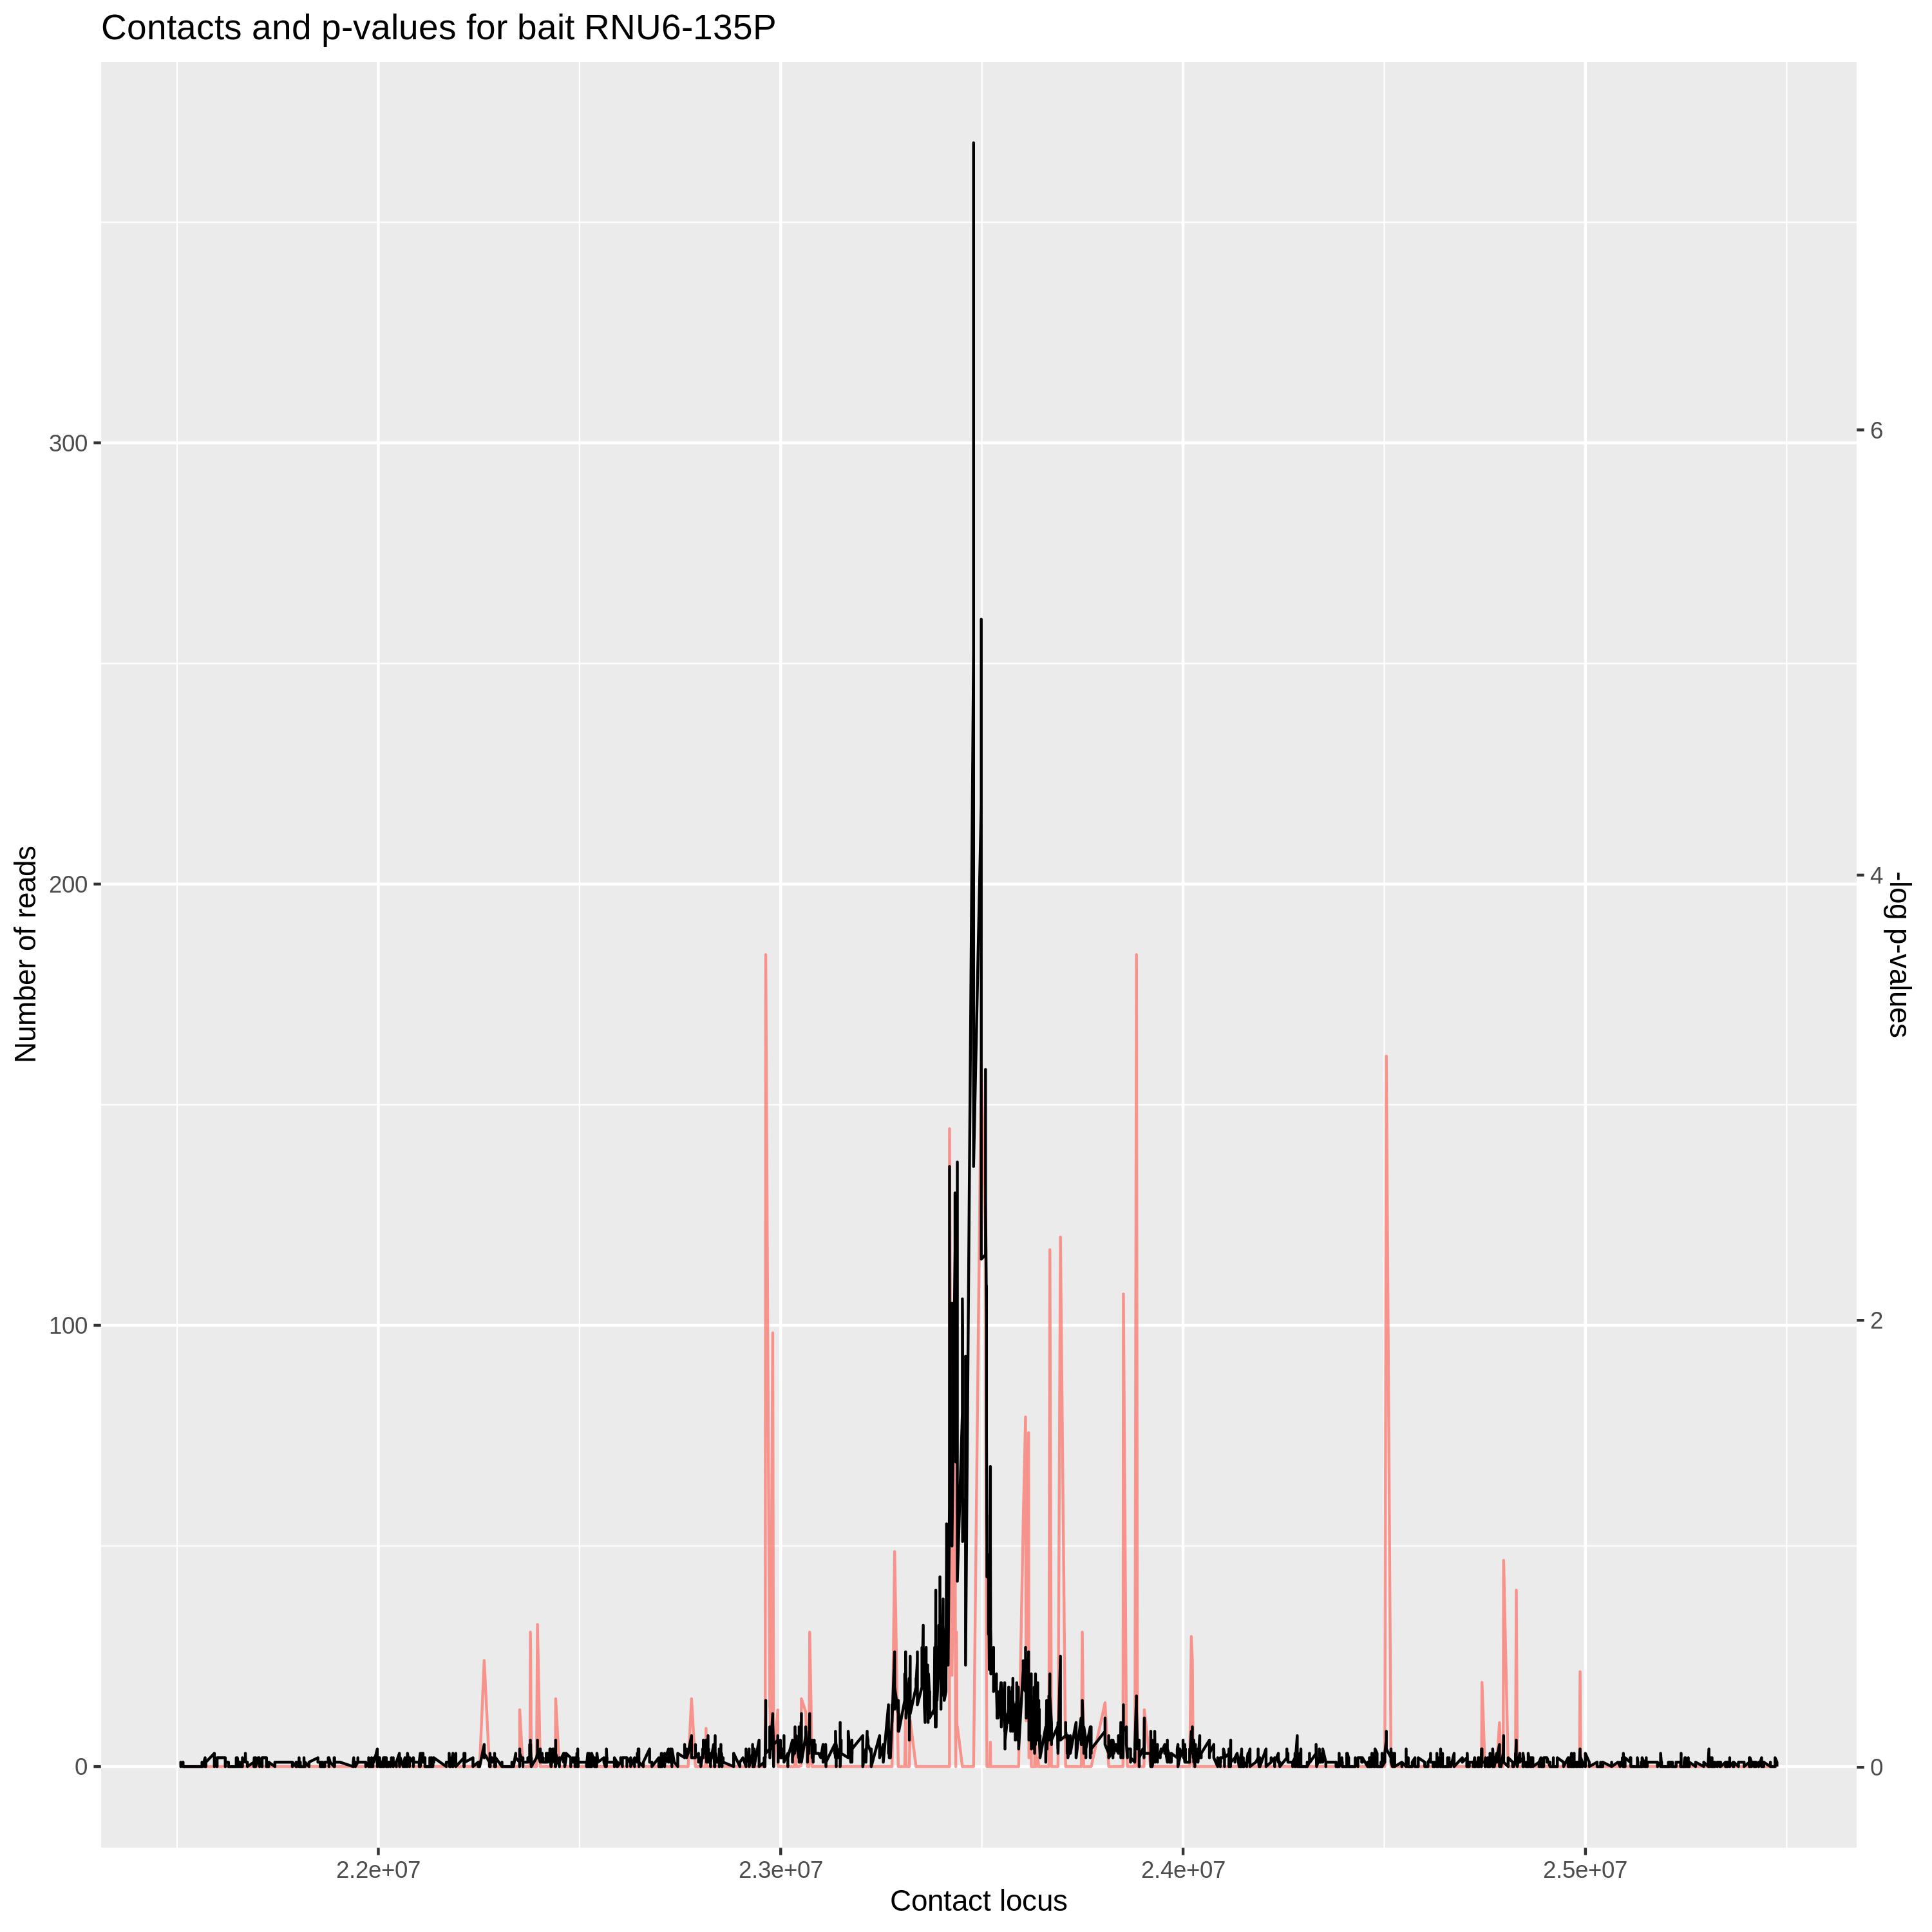 Contacts and p-values for bait RNU6-135P
Number of reads
300
200
100
0
6
4
2
0
-log p-values
2.2e+07
2.3e+07
2.4e+07
2.5e+07
Contact locus